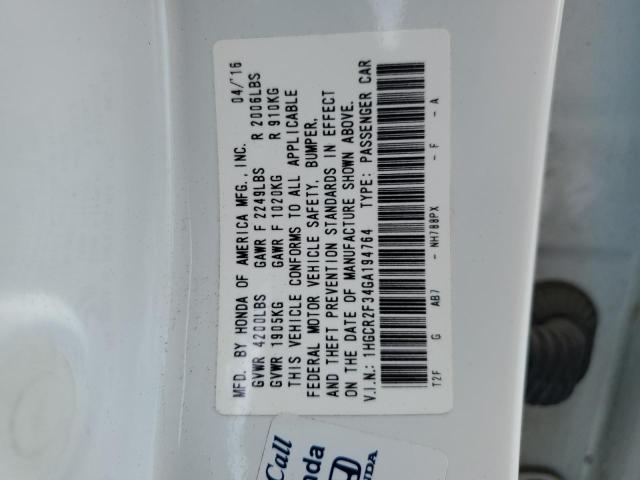 MFD. BY HONDA OF AMERICA MFG., INC. 04/'16
GVWR 4200LBS GAWR F 2249LBS R 2006LBS
GVWR 1905KG GAWR F 1020KG R 910KG
THIS VEHICLE CONFORMS TO ALL APPLICABLE
FEDERAL MOTOR VEHICLE SAFETY, BUMPER,
AND THEFT PREVENTION STANDARDS IN EFFECT
ON THE DATE OF MANUFACTURE SHOWN ABOVE.
V.I.N.: 1HGCR2F34GA194764 TYPE: PASSENGER CAR
T2F G AB7 - NH788PX - F - A
Call
nda
NDA